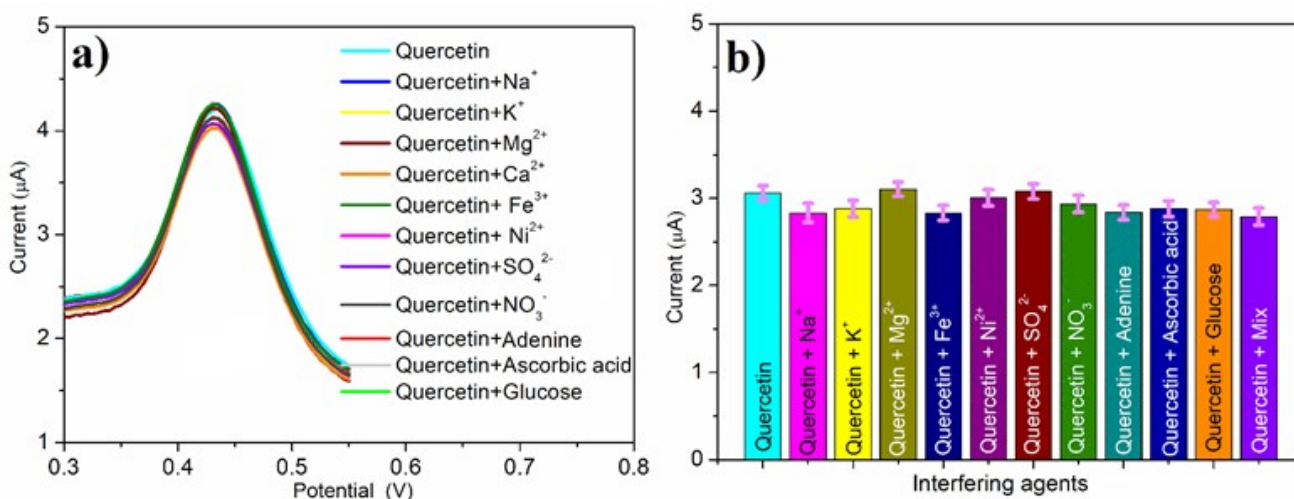 a)
5
4
3
2
1
Current (μA)
0.3 0.4 0.5 0.6 0.7 0.8
Potential (V)
Quercetin
Quercetin+Na⁺
Quercetin+K⁺
Quercetin+Mg²⁺
Quercetin+Ca²⁺
Quercetin+ Fe³⁺
Quercetin+ Ni²⁺
Quercetin+SO₄²⁻
Quercetin+NO₃⁻
Quercetin+Adenine
Quercetin+Ascorbic acid
Quercetin+Glucose
b)
5
4
3
2
1
0
Current (μA)
Quercetin
Quercetin + Na⁺
Quercetin + K⁺
Quercetin + Mg²⁺
Quercetin + Fe³⁺
Quercetin + Ni²⁺
Quercetin + SO₄²⁻
Quercetin + NO₃⁻
Quercetin + Adenine
Quercetin + Ascorbic acid
Quercetin + Glucose
Quercetin + Mix
Interfering agents